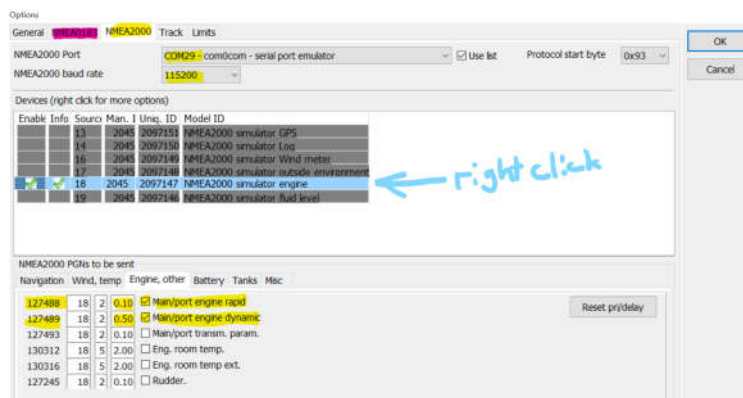 Options
General NMEA0183 NMEA2000 Track Limits
OK
NMEA2000 Port COM29 - com0com - serial port emulator Use list Protocol start byte 0x93
Cancel
NMEA2000 baud rate 115200
Devices (right click for more options)
Enable Info Source Man. I Uniq. ID Model ID
13 2045 2097151 NMEA2000 simulator GPS
14 2045 2097150 NMEA2000 simulator Log
16 2045 2097149 NMEA2000 simulator Wind meter
17 2045 2097148 NMEA2000 simulator outside environment
18 2045 2097147 NMEA2000 simulator engine
right click
19 2045 2097146 NMEA2000 simulator fluid level
NMEA2000 PGNs to be sent
Navigation Wind, temp Engine, other Battery Tanks Misc
127488 18 2 0.10 Main/port engine rapid
Reset pri/delay
127489 18 2 0.50 Main/port engine dynamic
127493 18 2 0.10 Main/port transm. param.
130312 18 5 2.00 Eng. room temp.
130316 18 5 2.00 Eng. room temp ext.
127245 18 2 0.10 Rudder.